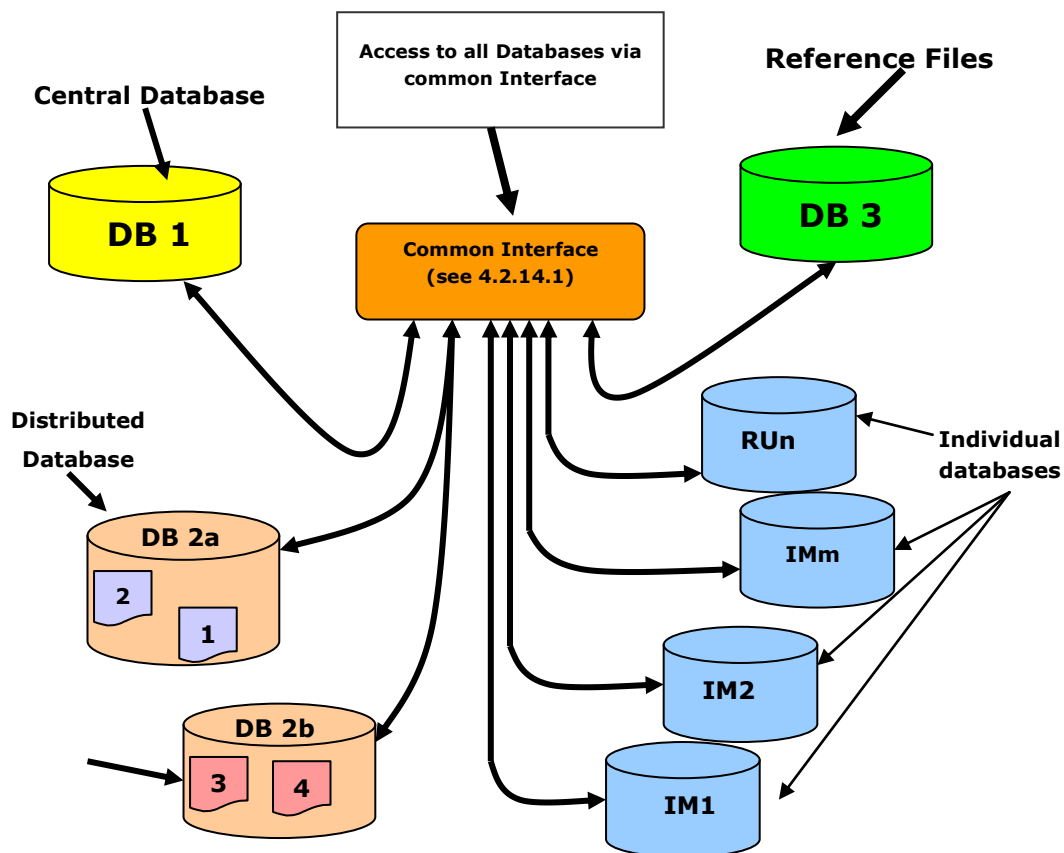 Access to all Databases via
common Interface
Reference Files
Central Database
DB 1
DB 3
Common Interface
(see 4.2.14.1)
Distributed
Database
RUn
Individual
databases
DB 2a
IMm
2
1
IM2
DB 2b
3
4
IM1